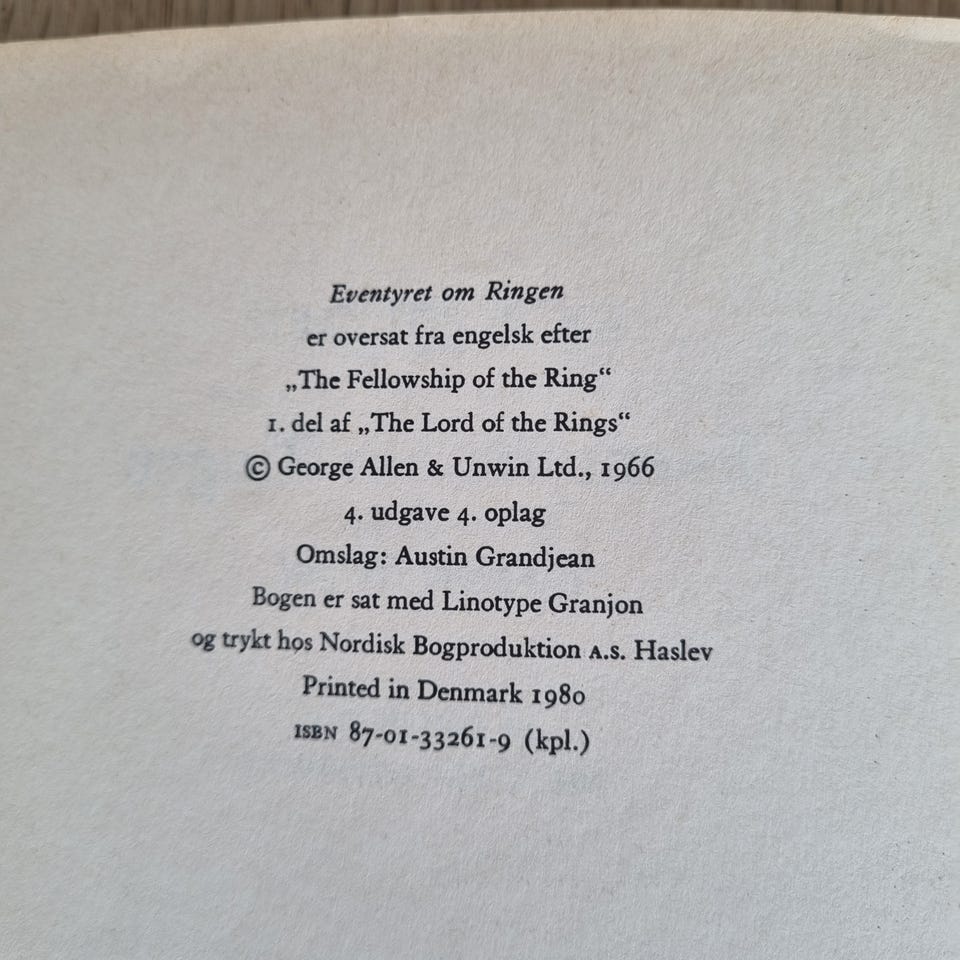 Eventyret om Ringen
er oversat fra engelsk efter
„The Fellowship of the Ring“
1. del af „The Lord of the Rings“
© George Allen & Unwin Ltd., 1966
4. udgave 4. oplag
Omslag: Austin Grandjean
Bogen er sat med Linotype Granjon
og trykt hos Nordisk Bogproduktion A.S. Haslev
Printed in Denmark 1980
ISBN 87-01-33261-9 (kpl.)